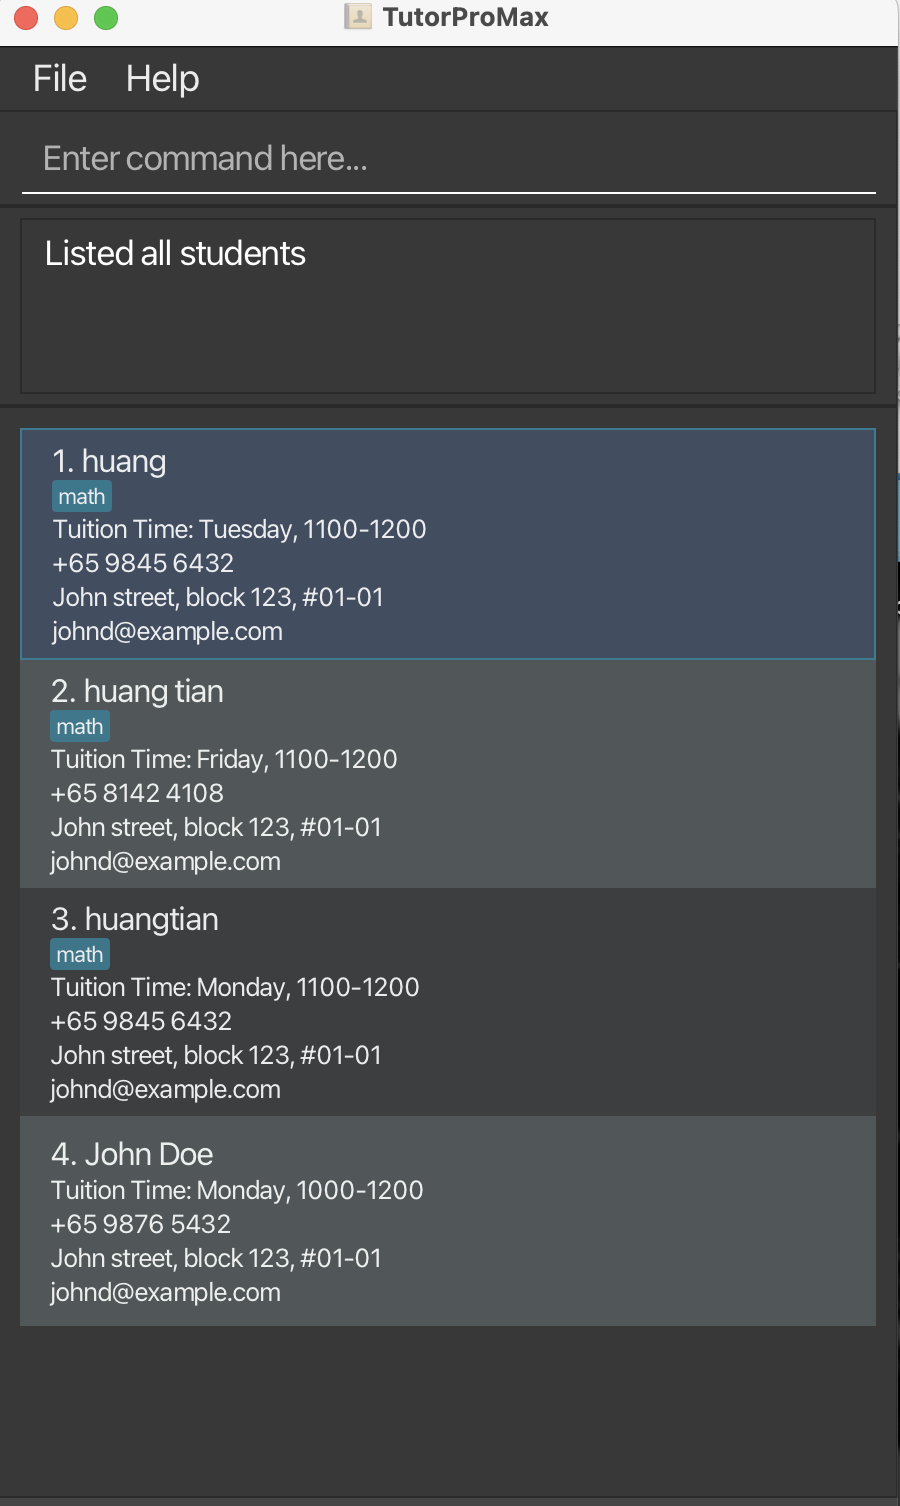 TutorProMax
File Help
Enter command here...
Listed all students
1. huang
math
Tuition Time: Tuesday, 1100-1200
+65 9845 6432
John street, block 123, #01-01
johnd@example.com
2. huang tian
math
Tuition Time: Friday, 1100-1200
+65 8142 4108
John street, block 123, #01-01
johnd@example.com
3. huangtian
math
Tuition Time: Monday, 1100-1200
+65 9845 6432
John street, block 123, #01-01
johnd@example.com
4. John Doe
Tuition Time: Monday, 1000-1200
+65 9876 5432
John street, block 123, #01-01
johnd@example.com